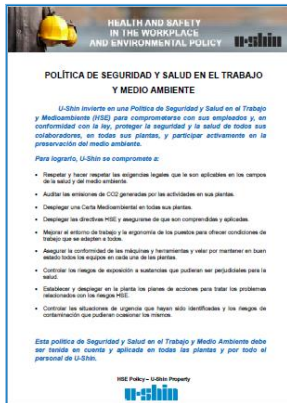 HEALTH AND SAFETY
IN THE WORKPLACE
AND ENVIRONMENTAL POLICY
u-shin
POLÍTICA DE SEGURIDAD Y SALUD EN EL TRABAJO
Y MEDIO AMBIENTE
U-Shin invierte en una Política de Seguridad y Salud en el Trabajo
y Medioambiente (HSE) para comprometerse con sus empleados y, en
conformidad con la ley, proteger la seguridad y la salud de todos sus
colaboradores, en todas sus plantas, y participar activamente en la
preservación del medio ambiente.
Para lograrlo, U-Shin se compromete a:
• Respetar y hacer respetar las exigencias legales que le son aplicables en los campos
de la salud y del medio ambiente.
• Auditar las emisiones de CO2 generadas por las actividades en sus plantas.
• Desplegar una Carta Medioambiental en todas sus plantas.
• Desplegar las directivas HSE y asegurarse de que son comprendidas y aplicadas.
• Mejorar el entorno de trabajo y la ergonomía de los puestos para ofrecer condiciones de
trabajo que se adapten a todos.
• Asegurar la conformidad de las máquinas y herramientas y velar por mantener en buen
estado todos los equipos en cada una de las plantas.
• Controlar los riesgos de exposición a sustancias que pudieran ser perjudiciales para la
salud.
• Establecer y desplegar en la planta los planes de acciones para tratar los problemas
relacionados con los riesgos HSE.
• Controlar las situaciones de urgencia que hayan sido identificadas y los riesgos de
contaminación que pudieran ocasionar los mismos.
Esta política de Seguridad y Salud en el Trabajo y Medio Ambiente debe
ser tenida en cuenta y aplicada en todas las plantas y por todo el
personal de U-Shin.
HSE Policy – U-Shin Property
u-shin